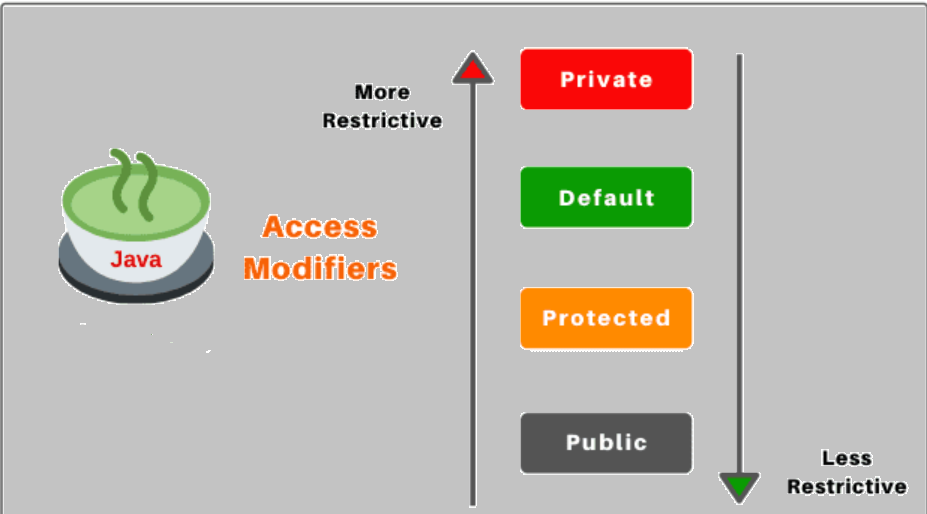 More
Restrictive
Private
Default
Java
Access
Modifiers
Protected
Public
Less
Restrictive